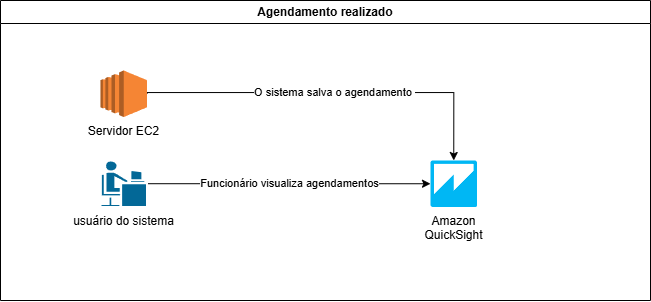 Agendamento realizado
O sistema salva o agendamento
Servidor EC2
Funcionário visualiza agendamentos
usuário do sistema
Amazon
QuickSight